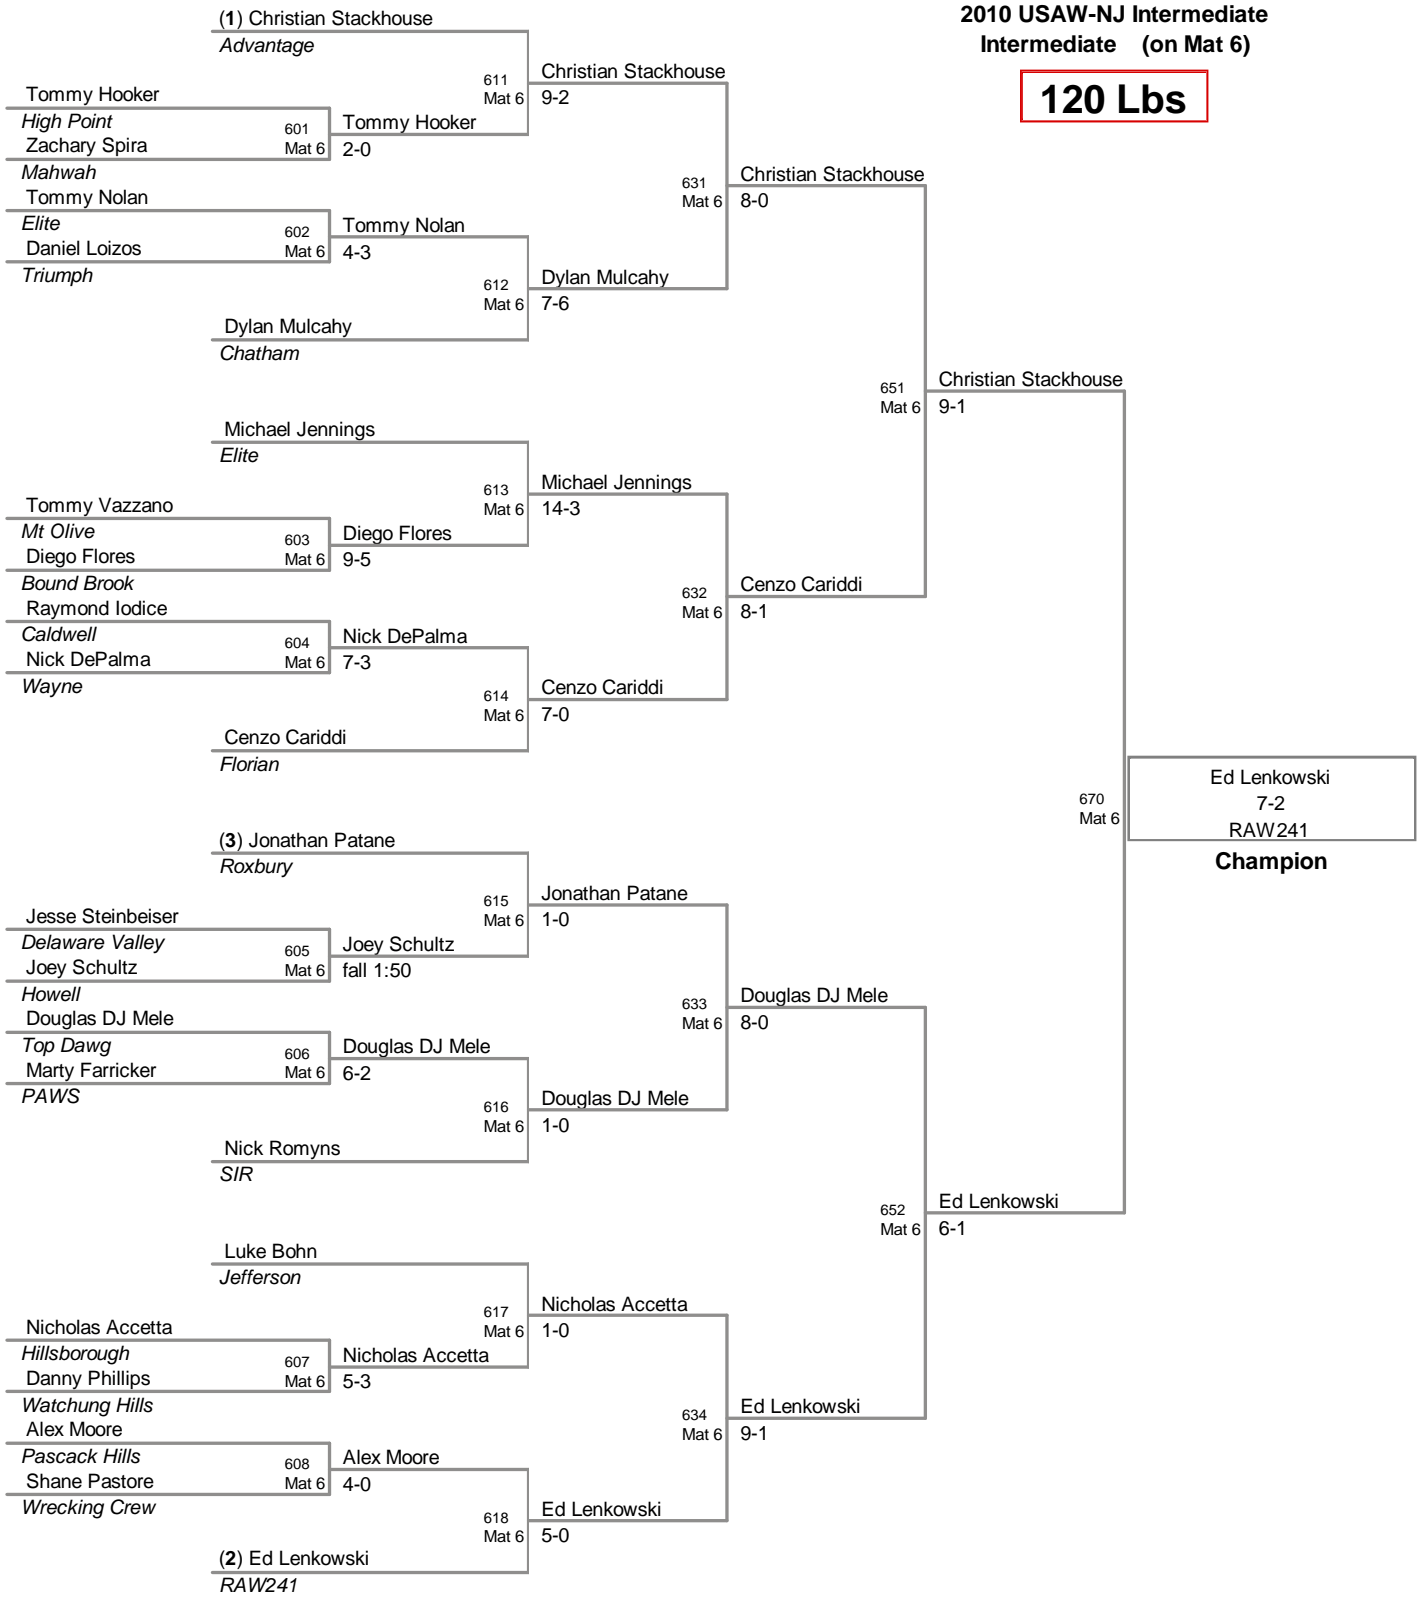 2010 USAW-NJ Intermediate
Intermediate (on Mat 6)
120 Lbs
(1) Christian Stackhouse
Advantage
Tommy Hooker
High Point
Zachary Spira
Mahwah
Tommy Nolan
Elite
Daniel Loizos
Triumph
Dylan Mulcahy
Chatham
Michael Jennings
Elite
Tommy Vazzano
Mt Olive
Diego Flores
Bound Brook
Raymond Iodice
Caldwell
Nick DePalma
Wayne
Cenzo Cariddi
Florian
(3) Jonathan Patane
Roxbury
Jesse Steinbeiser
Delaware Valley
Joey Schultz
Howell
Douglas DJ Mele
Top Dawg
Marty Farricker
PAWS
Nick Romyns
SIR
Luke Bohn
Jefferson
Nicholas Accetta
Hillsborough
Danny Phillips
Watchung Hills
Alex Moore
Pascack Hills
Shane Pastore
Wrecking Crew
(2) Ed Lenkowski
RAW241
601
Mat 6
Tommy Hooker
2-0
602
Mat 6
Tommy Nolan
4-3
603
Mat 6
Diego Flores
9-5
604
Mat 6
Nick DePalma
7-3
605
Mat 6
Joey Schultz
fall 1:50
606
Mat 6
Douglas DJ Mele
6-2
607
Mat 6
Nicholas Accetta
5-3
608
Mat 6
Alex Moore
4-0
611
Mat 6
Christian Stackhouse
9-2
612
Mat 6
Dylan Mulcahy
7-6
613
Mat 6
Michael Jennings
14-3
614
Mat 6
Cenzo Cariddi
7-0
615
Mat 6
Jonathan Patane
1-0
616
Mat 6
Douglas DJ Mele
1-0
617
Mat 6
Nicholas Accetta
1-0
618
Mat 6
Ed Lenkowski
5-0
631
Mat 6
Christian Stackhouse
8-0
632
Mat 6
Cenzo Cariddi
8-1
633
Mat 6
Douglas DJ Mele
8-0
634
Mat 6
Ed Lenkowski
9-1
651
Mat 6
Christian Stackhouse
9-1
652
Mat 6
Ed Lenkowski
6-1
670
Mat 6
Ed Lenkowski
7-2
RAW241
Champion